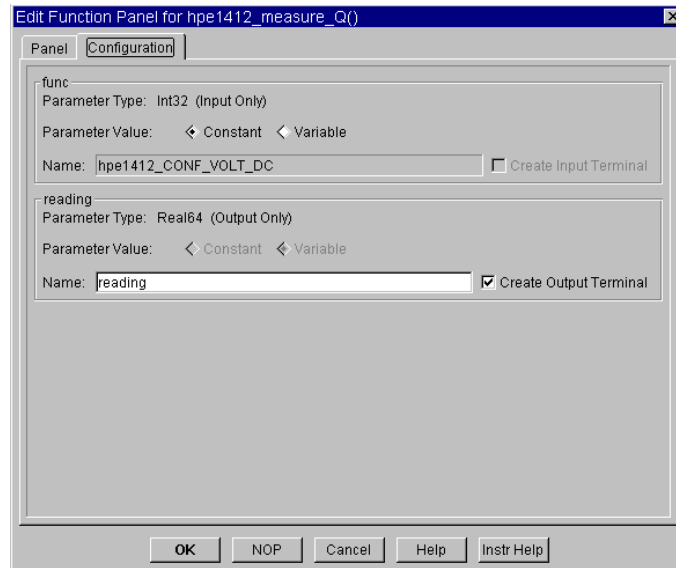 Edit Function Panel for hpe1412_measure_Q()
Panel Configuration
func
Parameter Type: Int32 (Input Only)
Parameter Value: Constant Variable
Name: hpe1412_CONF_VOLT_DC Create Input Terminal
reading
Parameter Type: Real64 (Output Only)
Parameter Value: Constant Variable
Name: reading Create Output Terminal
OK NOP Cancel Help Instr Help